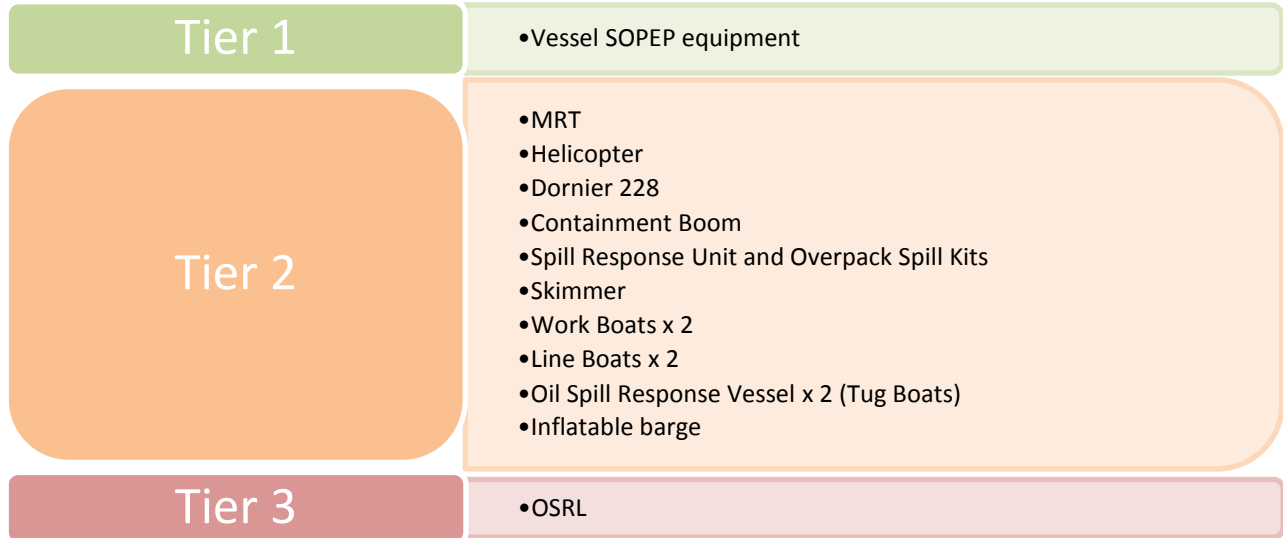 Tier 1
•Vessel SOPEP equipment
Tier 2
•MRT
•Helicopter
•Dornier 228
•Containment Boom
•Spill Response Unit and Overpack Spill Kits
•Skimmer
•Work Boats x 2
•Line Boats x 2
•Oil Spill Response Vessel x 2 (Tug Boats)
•Inflatable barge
Tier 3
•OSRL